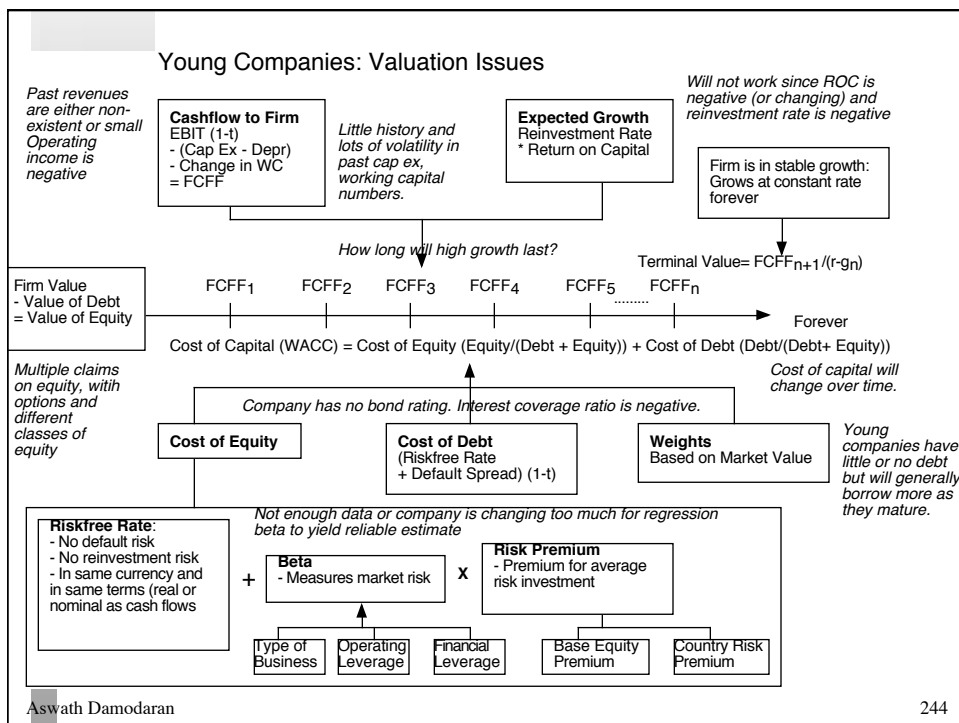 Young Companies: Valuation Issues
Past revenues
are either non-
existent or small
Operating
income is
negative
Cashflow to Firm
EBIT (1-t)
- (Cap Ex - Depr)
- Change in WC
= FCFF
Little history and
lots of volatility in
past cap ex,
working capital
numbers.
Expected Growth
Reinvestment Rate
* Return on Capital
Will not work since ROC is
negative (or changing) and
reinvestment rate is negative
Firm is in stable growth:
Grows at constant rate
forever
How long will high growth last?
Terminal Value= FCFFn+1/(r-gn)
Firm Value
- Value of Debt
= Value of Equity
FCFF1 FCFF2 FCFF3 FCFF4 FCFF5 ......... FCFFn
Forever
Cost of Capital (WACC) = Cost of Equity (Equity/(Debt + Equity)) + Cost of Debt (Debt/(Debt+ Equity))
Multiple claims
on equity, with
options and
different
classes of
equity
Cost of capital will
change over time.
Company has no bond rating. Interest coverage ratio is negative.
Cost of Equity
Cost of Debt
(Riskfree Rate
+ Default Spread) (1-t)
Weights
Based on Market Value
Young
companies have
little or no debt
but will generally
borrow more as
they mature.
Not enough data or company is changing too much for regression
beta to yield reliable estimate
Riskfree Rate:
- No default risk
- No reinvestment risk
- In same currency and
in same terms (real or
nominal as cash flows
+
Beta
- Measures market risk
X
Risk Premium
- Premium for average
risk investment
Type of
Business
Operating
Leverage
Financial
Leverage
Base Equity
Premium
Country Risk
Premium
Aswath Damodaran
244